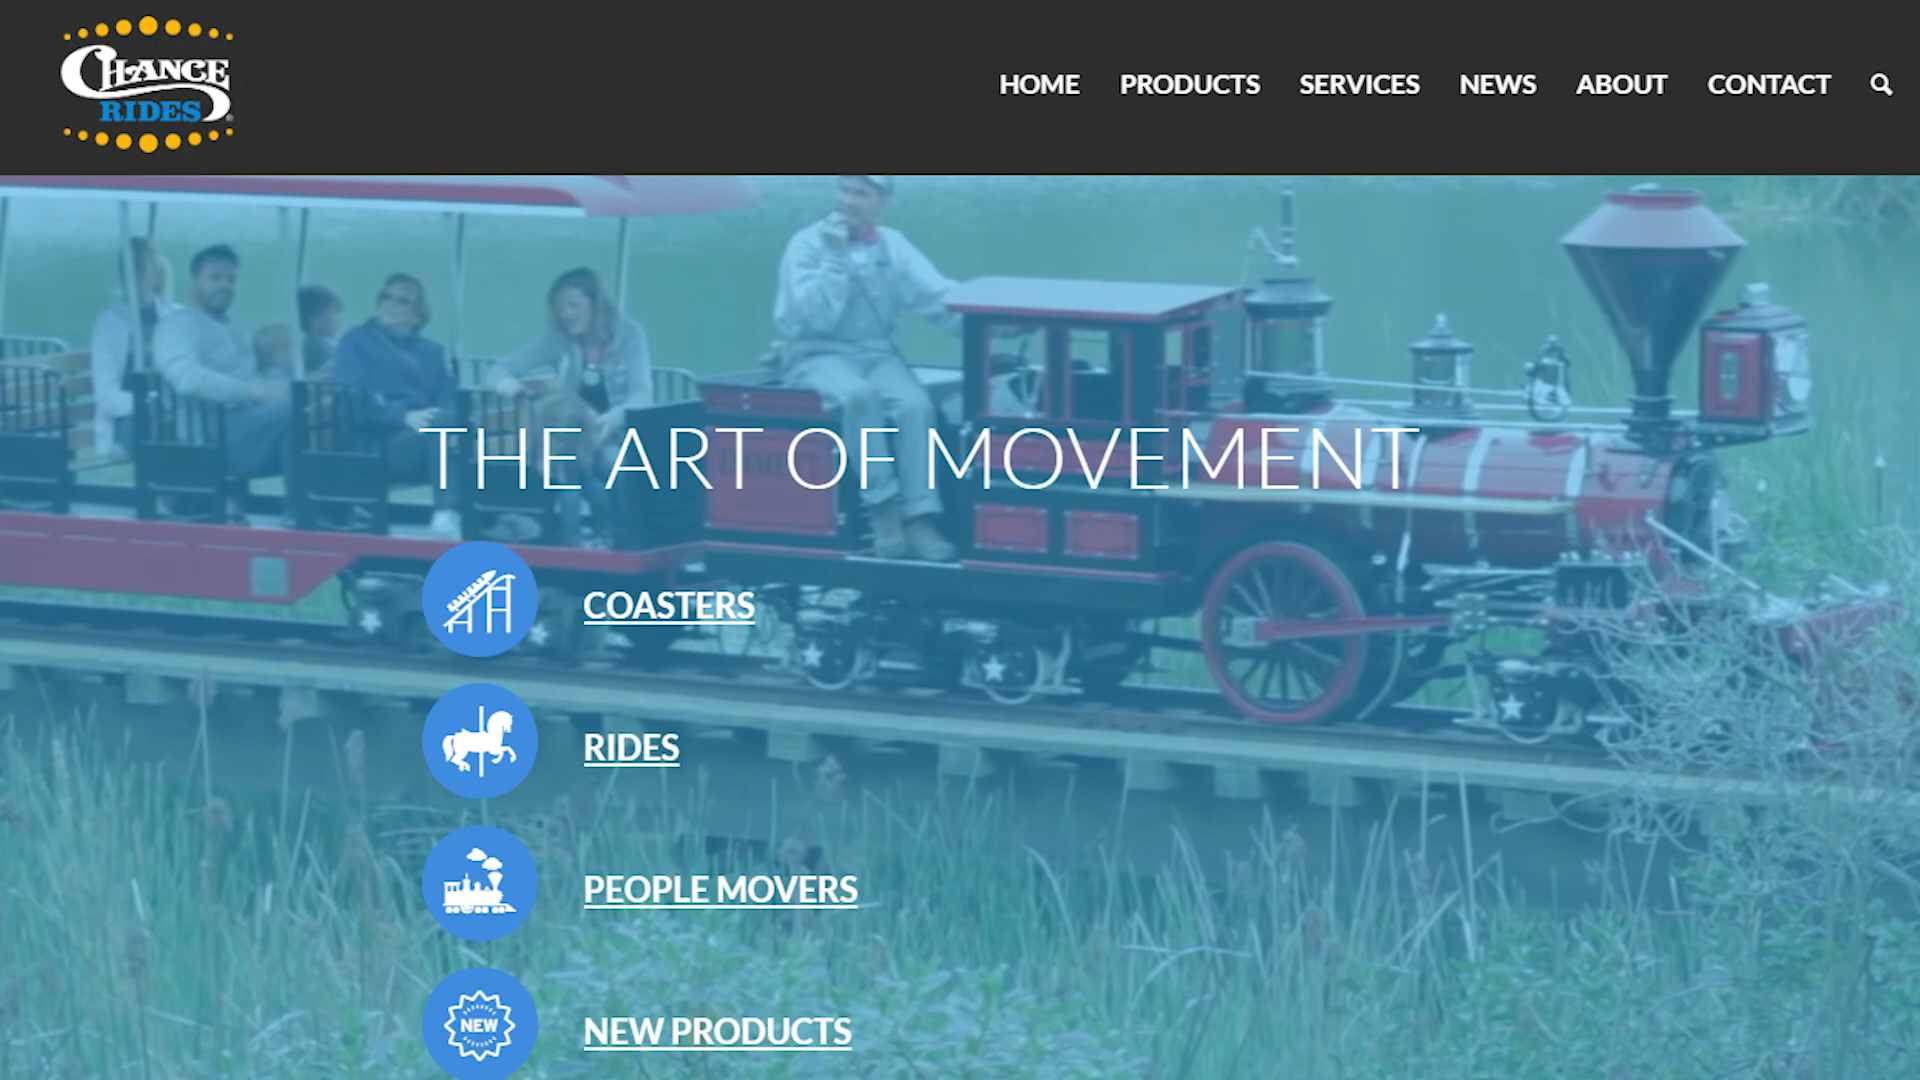 CHANCE
RIDES
HOME PRODUCTS SERVICES NEWS ABOUT CONTACT
THE ART OF MOVEMENT
COASTERS
RIDES
PEOPLE MOVERS
NEW
NEW PRODUCTS